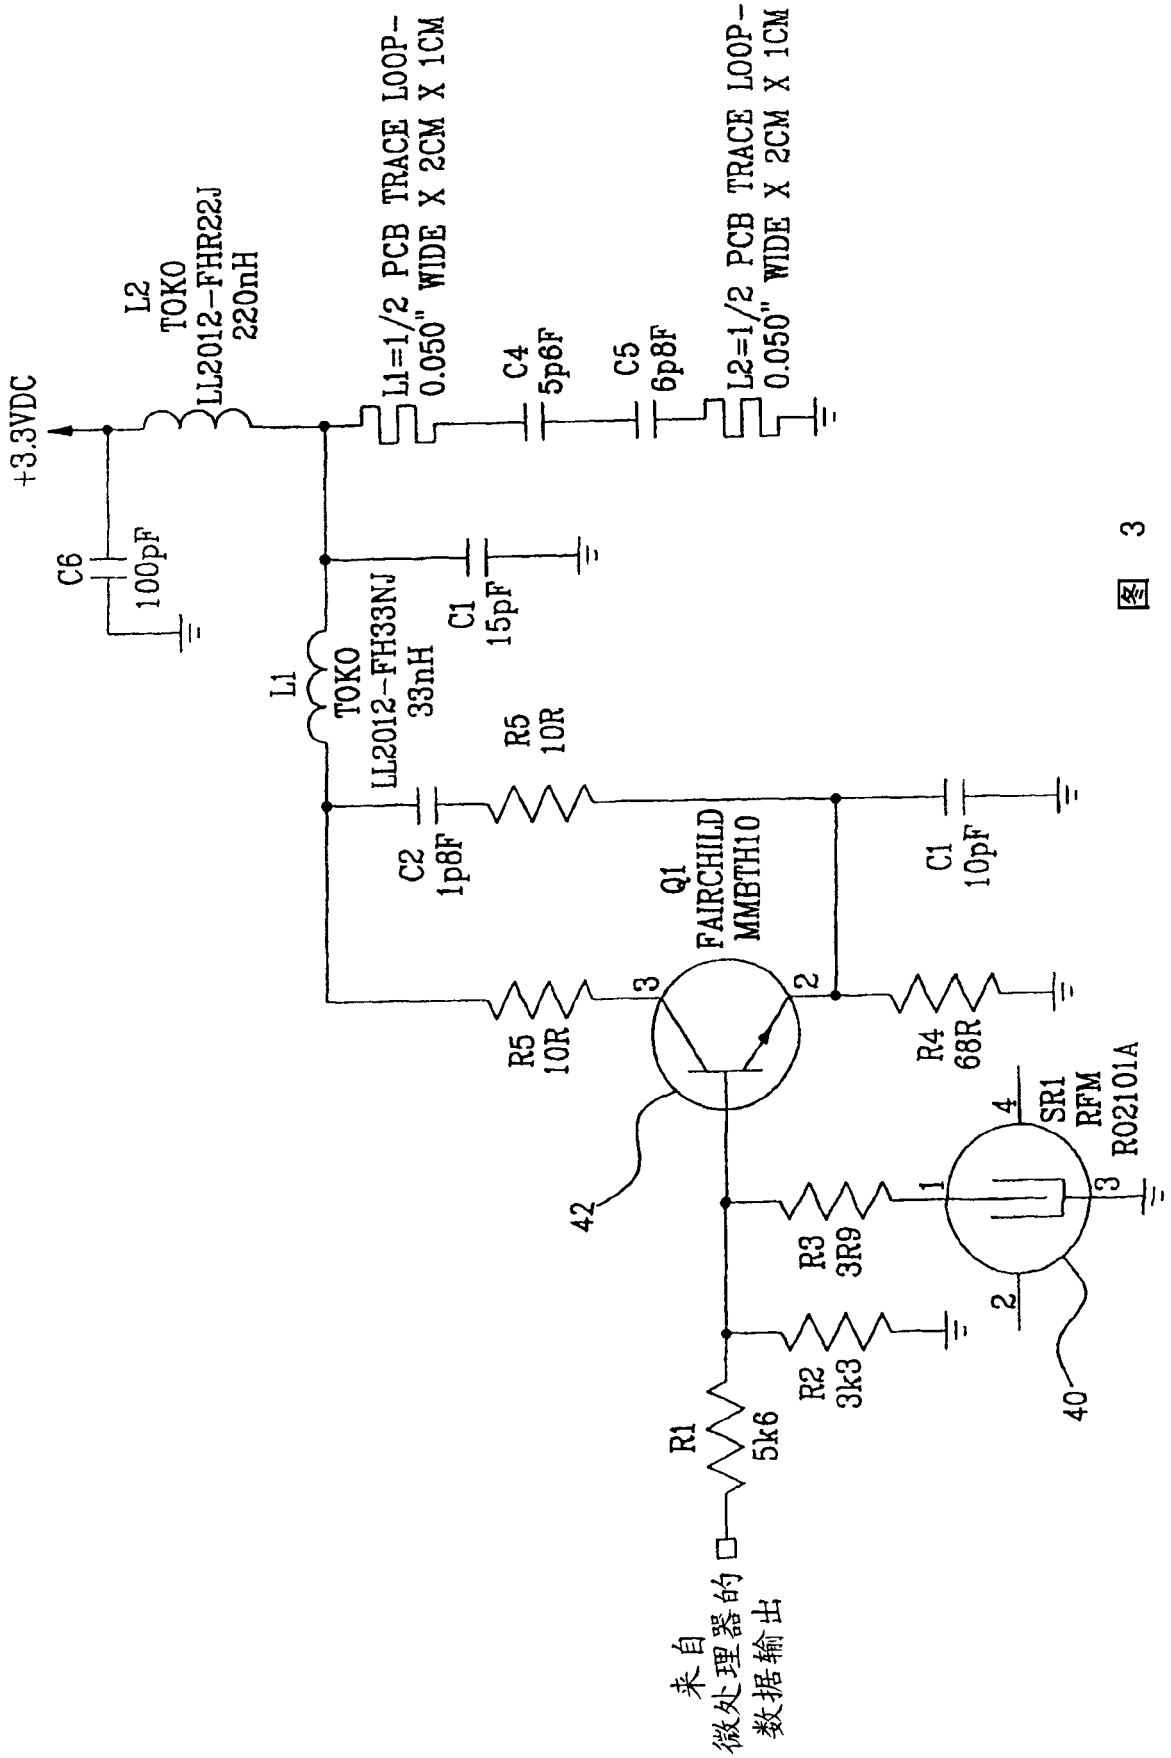 +3.3VDC
C6
100pF
L2
TOKO
LL2012-FHR22J
220nH
L1
TOKO
LL2012-FH33NJ
33nH
C1
15pF
L1=1/2 PCB TRACE LOOP-
0.050" WIDE X 2CM X 1CM
C4
5p6F
C5
6p8F
L2=1/2 PCB TRACE LOOP-
0.050" WIDE X 2CM X 1CM
C2
1p8F
R5
10R
R5
10R
Q1
FAIRCHILD
MMBTH10
3
2
42
C1
10pF
R4
68R
来自
微处理器的
数据输出
R1
5k6
R2
3k3
R3
3R9
1
2
3
4
SR1
RFM
RO2101A
40
图 3